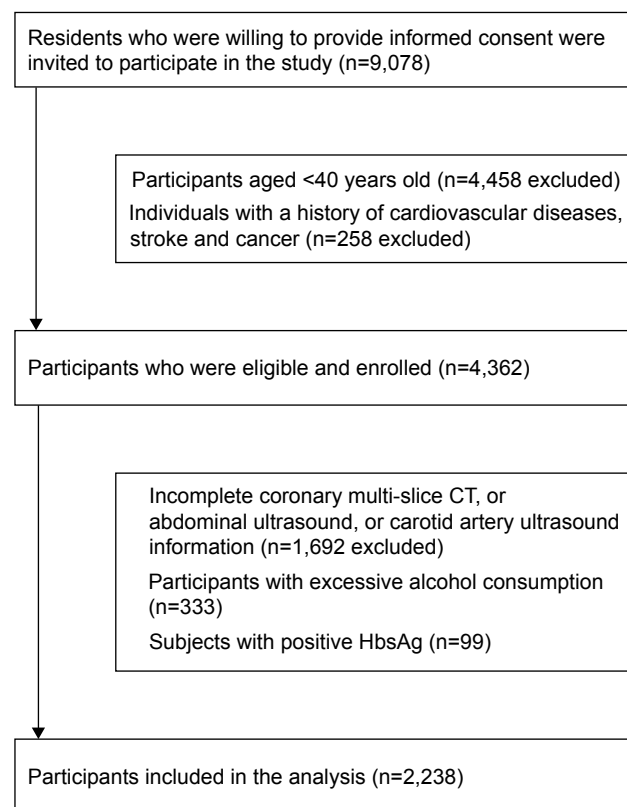 Residents who were willing to provide informed consent were
invited to participate in the study (n=9,078)
Participants aged <40 years old (n=4,458 excluded)
Individuals with a history of cardiovascular diseases,
stroke and cancer (n=258 excluded)
Participants who were eligible and enrolled (n=4,362)
Incomplete coronary multi-slice CT, or
abdominal ultrasound, or carotid artery ultrasound
information (n=1,692 excluded)
Participants with excessive alcohol consumption
(n=333)
Subjects with positive HbsAg (n=99)
Participants included in the analysis (n=2,238)